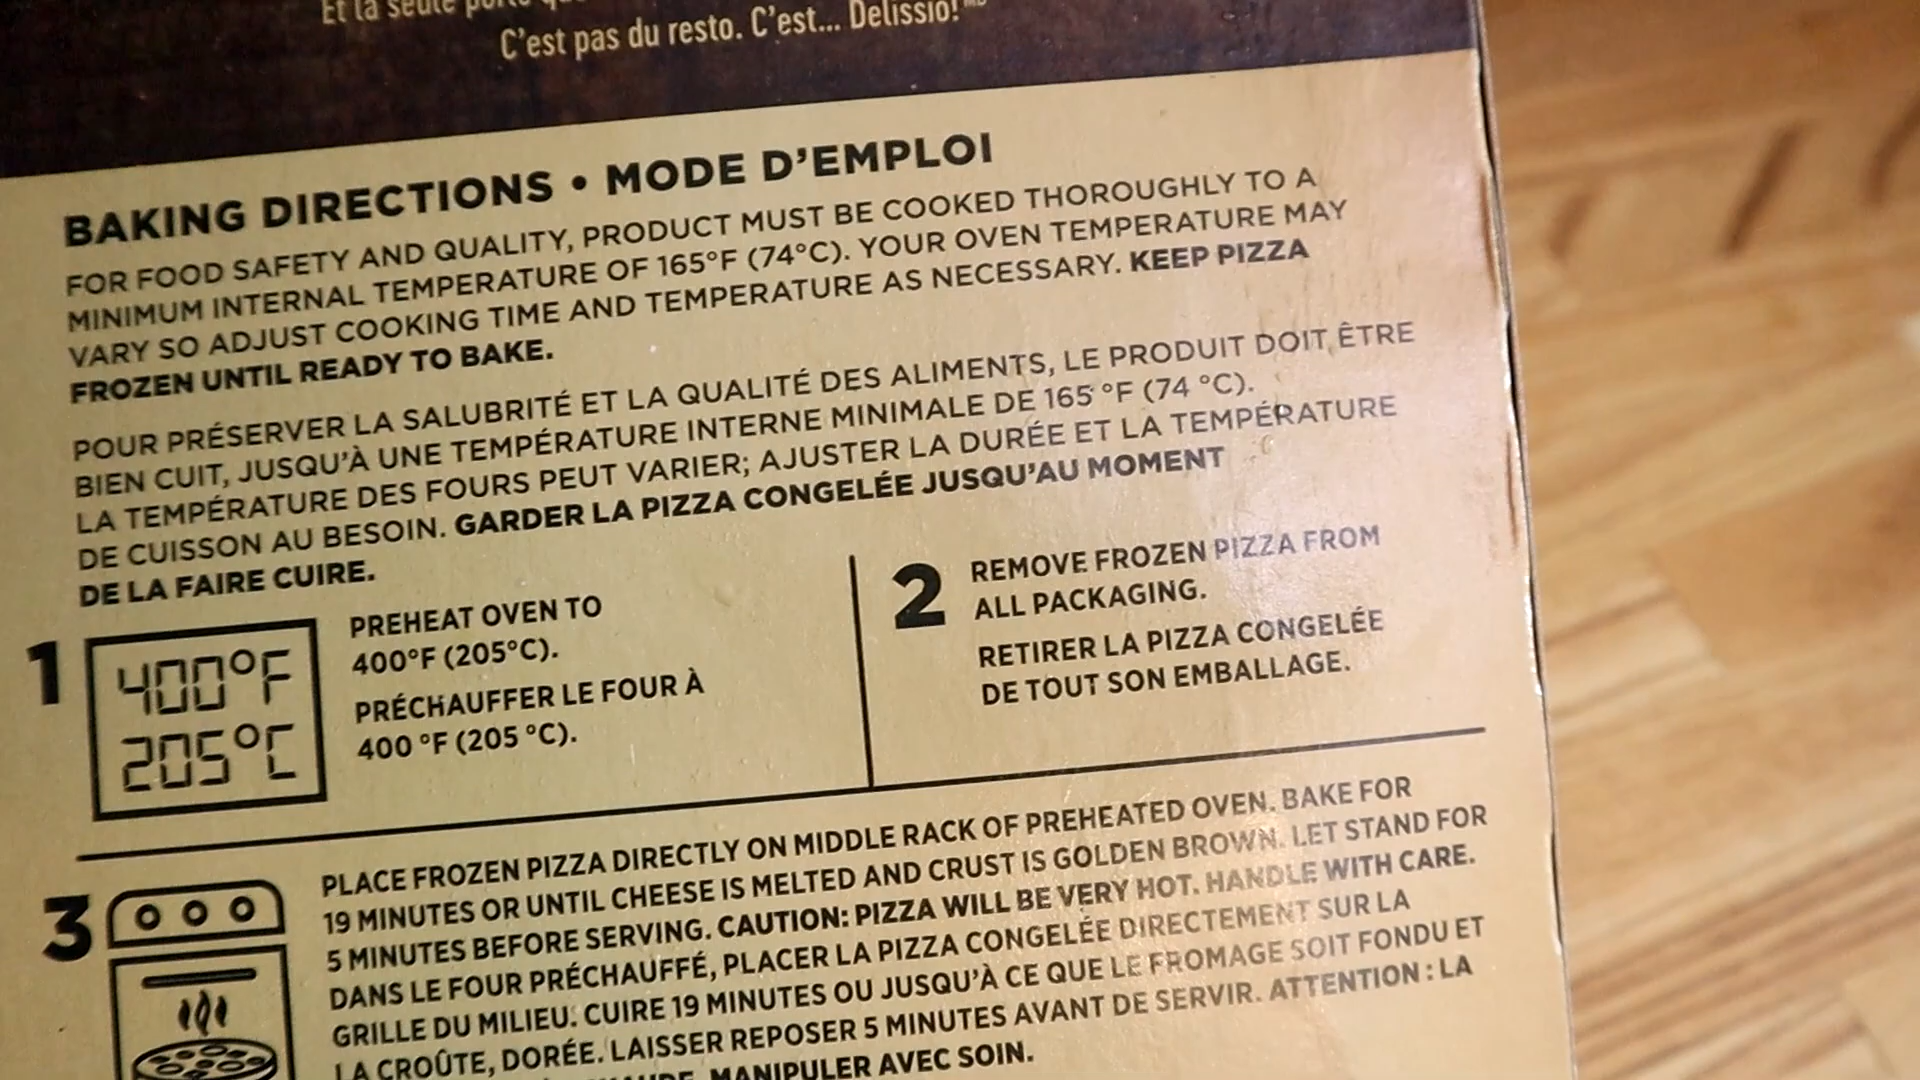 Et la seule
C'est pas du resto. C'est... Delissio!MD
BAKING DIRECTIONS • MODE D'EMPLOI
FOR FOOD SAFETY AND QUALITY, PRODUCT MUST BE COOKED THOROUGHLY TO A
MINIMUM INTERNAL TEMPERATURE OF 165°F (74°C). YOUR OVEN TEMPERATURE MAY
VARY SO ADJUST COOKING TIME AND TEMPERATURE AS NECESSARY. KEEP PIZZA
FROZEN UNTIL READY TO BAKE.
POUR PRÉSERVER LA SALUBRITÉ ET LA QUALITÉ DES ALIMENTS, LE PRODUIT DOIT ÊTRE
BIEN CUIT, JUSQU'À UNE TEMPÉRATURE INTERNE MINIMALE DE 165 °F (74 °C).
LA TEMPÉRATURE DES FOURS PEUT VARIER; AJUSTER LA DURÉE ET LA TEMPÉRATURE
DE CUISSON AU BESOIN. GARDER LA PIZZA CONGELÉE JUSQU'AU MOMENT
DE LA FAIRE CUIRE.
1
400°F
205°C
PREHEAT OVEN TO
400°F (205°C).
PRÉCHAUFFER LE FOUR À
400 °F (205 °C).
2
REMOVE FROZEN PIZZA FROM
ALL PACKAGING.
RETIRER LA PIZZA CONGELÉE
DE TOUT SON EMBALLAGE.
3
PLACE FROZEN PIZZA DIRECTLY ON MIDDLE RACK OF PREHEATED OVEN. BAKE FOR
19 MINUTES OR UNTIL CHEESE IS MELTED AND CRUST IS GOLDEN BROWN. LET STAND FOR
5 MINUTES BEFORE SERVING. CAUTION: PIZZA WILL BE VERY HOT. HANDLE WITH CARE.
DANS LE FOUR PRÉCHAUFFÉ, PLACER LA PIZZA CONGELÉE DIRECTEMENT SUR LA
GRILLE DU MILIEU. CUIRE 19 MINUTES OU JUSQU'À CE QUE LE FROMAGE SOIT FONDU ET
LA CROÛTE, DORÉE. LAISSER REPOSER 5 MINUTES AVANT DE SERVIR. ATTENTION : LA
MANIPULER AVEC SOIN.